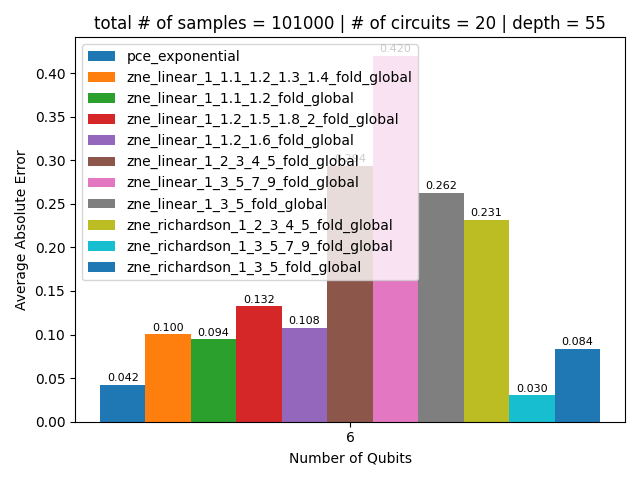 total # of samples = 101000 | # of circuits = 20 | depth = 55
pce_exponential
zne_linear_1_1.1_1.2_1.3_1.4_fold_global
zne_linear_1_1.1_1.2_fold_global
zne_linear_1_1.2_1.5_1.8_2_fold_global
zne_linear_1_1.2_1.6_fold_global
zne_linear_1_2_3_4_5_fold_global
zne_linear_1_3_5_7_9_fold_global
zne_linear_1_3_5_fold_global
zne_richardson_1_2_3_4_5_fold_global
zne_richardson_1_3_5_7_9_fold_global
zne_richardson_1_3_5_fold_global
Average Absolute Error
0.40
0.35
0.30
0.25
0.20
0.15
0.10
0.05
0.00
0.042
0.100
0.094
0.132
0.108
0.420
0.262
0.231
0.030
0.084
6
Number of Qubits